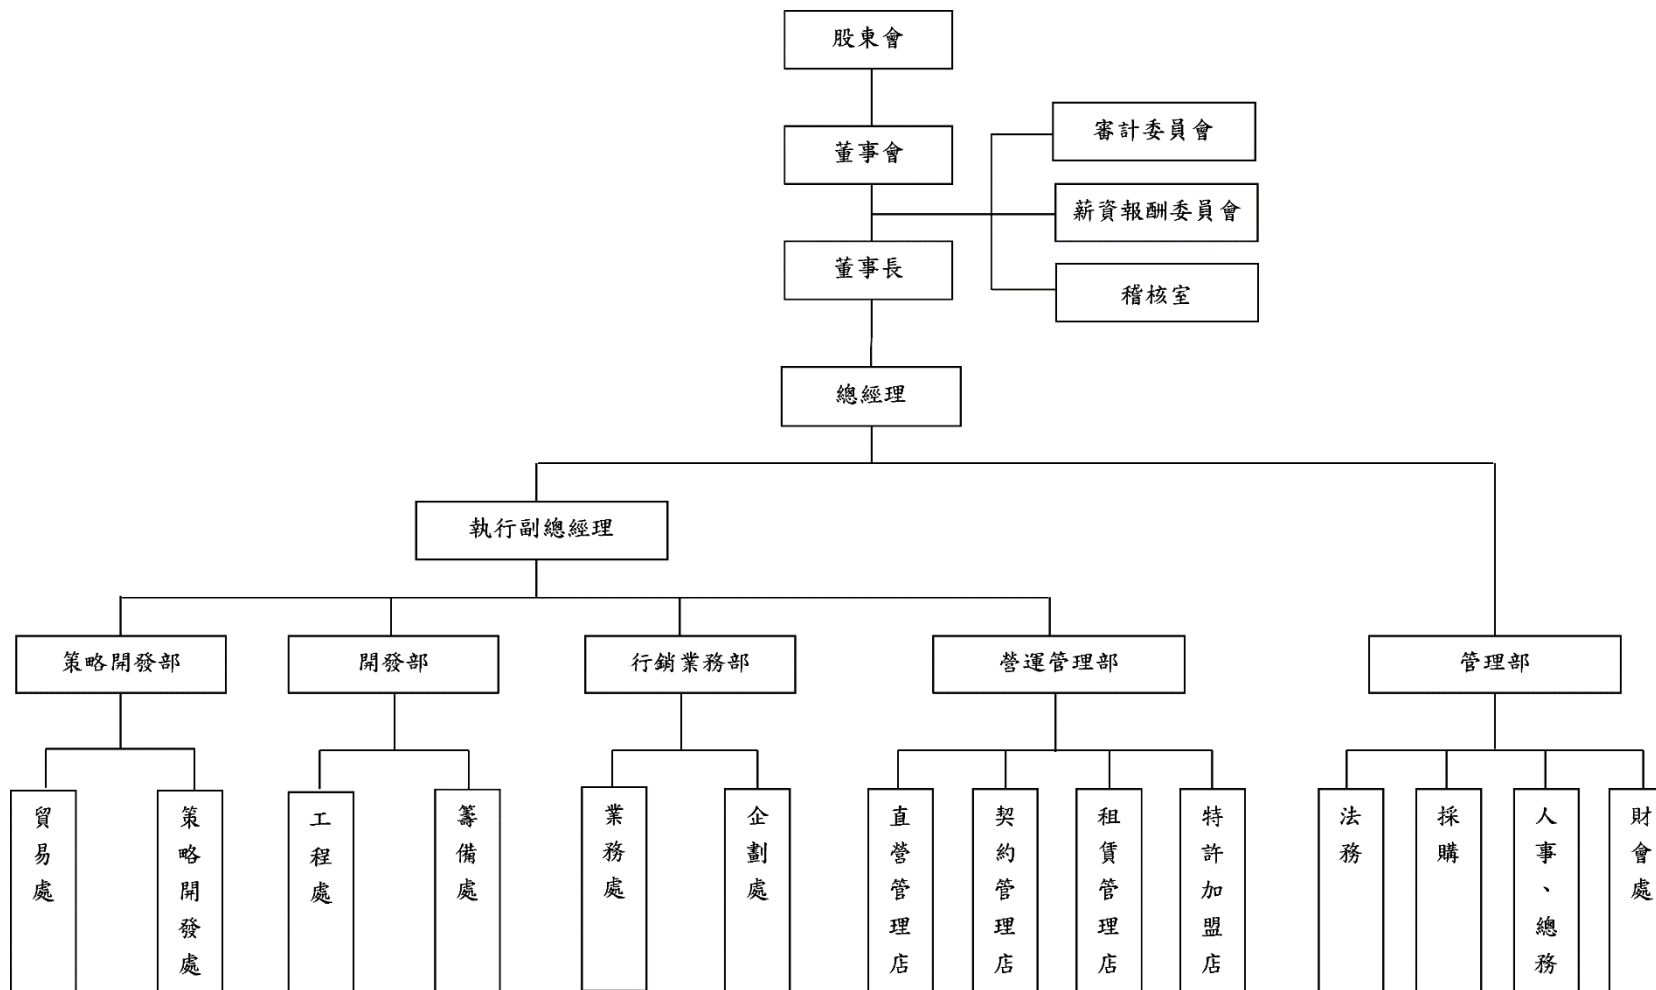 股東會
審計委員會
董事會
薪資報酬委員會
董事長
稽核室
總經理
執行副總經理
策略開發部
開發部
行銷業務部
營運管理部
管理部
貿易處
策略開發處
工程處
籌備處
業務處
企劃處
直營管理店
契約管理店
租賃管理店
特許加盟店
法務
採購
人事、總務
財會處